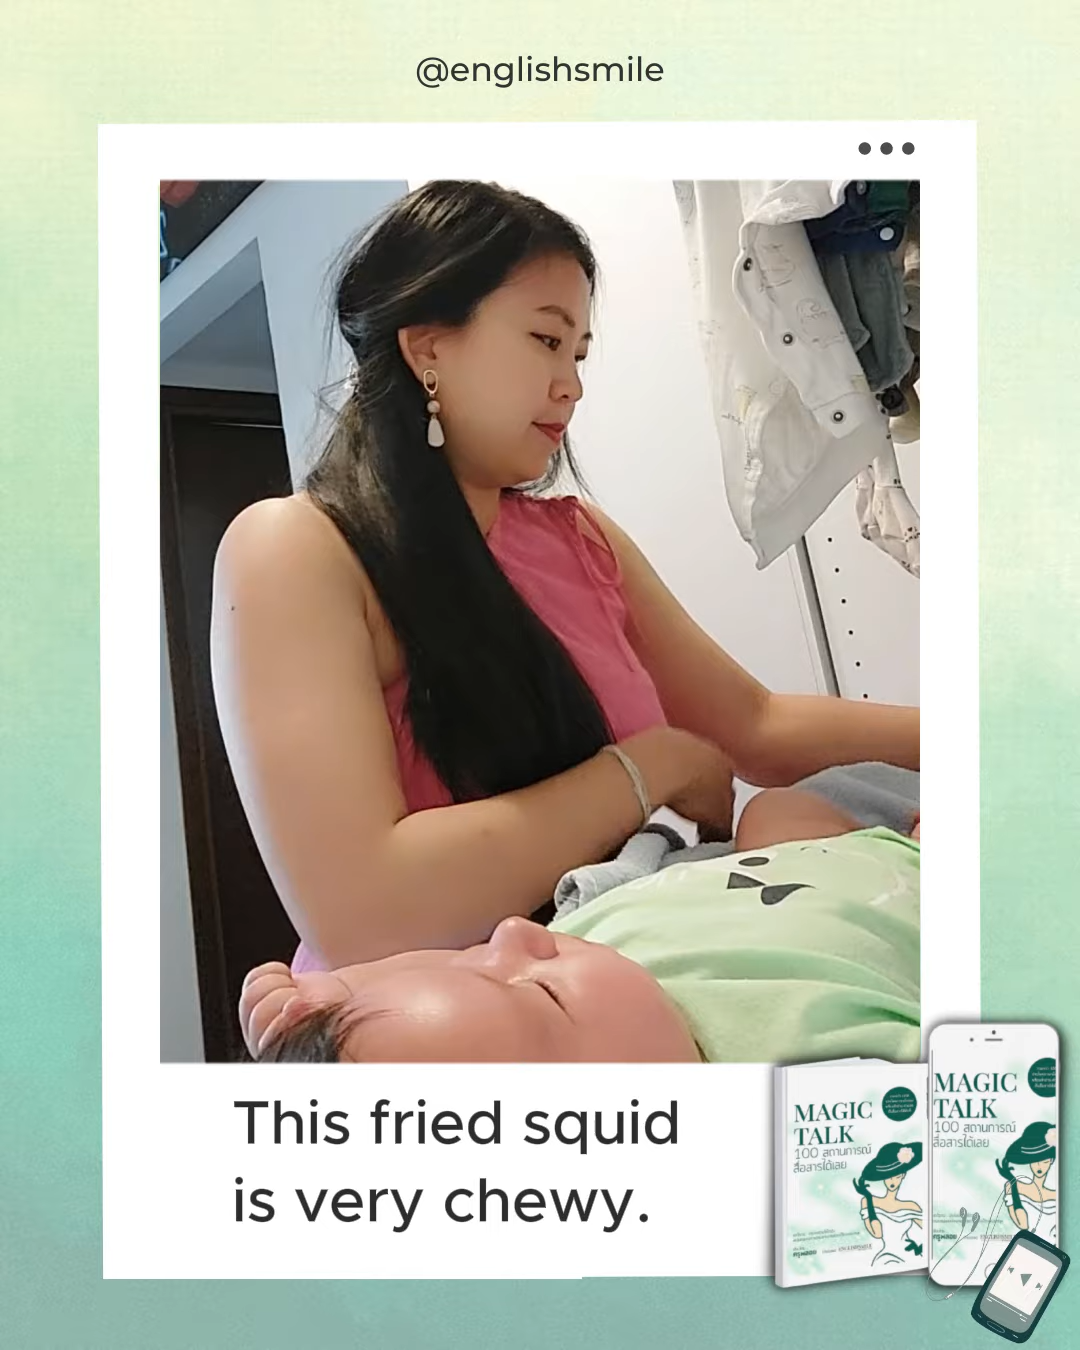 @englishsmile
This fried squid
is very chewy.
MAGIC
TALK
100 สถานการณ์
สื่อสารได้เลย
MAGIC
TALK
100 สถานการณ์
สื่อสารได้เลย